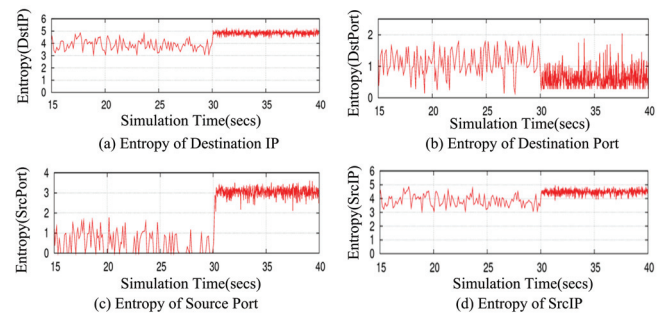 Entropy(DstIP)
6
5
4
3
2
1
0
15 20 25 30 35 40
Simulation Time(secs)
(a) Entropy of Destination IP
Entropy(DstPort)
2
1
0
15 20 25 30 35 40
Simulation Time(secs)
(b) Entropy of Destination Port
Entropy(SrcPort)
4
3
2
1
0
15 20 25 30 35 40
Simulation Time(secs)
(c) Entropy of Source Port
Entropy(SrcIP)
6
5
4
3
2
1
0
15 20 25 30 35 40
Simulation Time(secs)
(d) Entropy of SrcIP